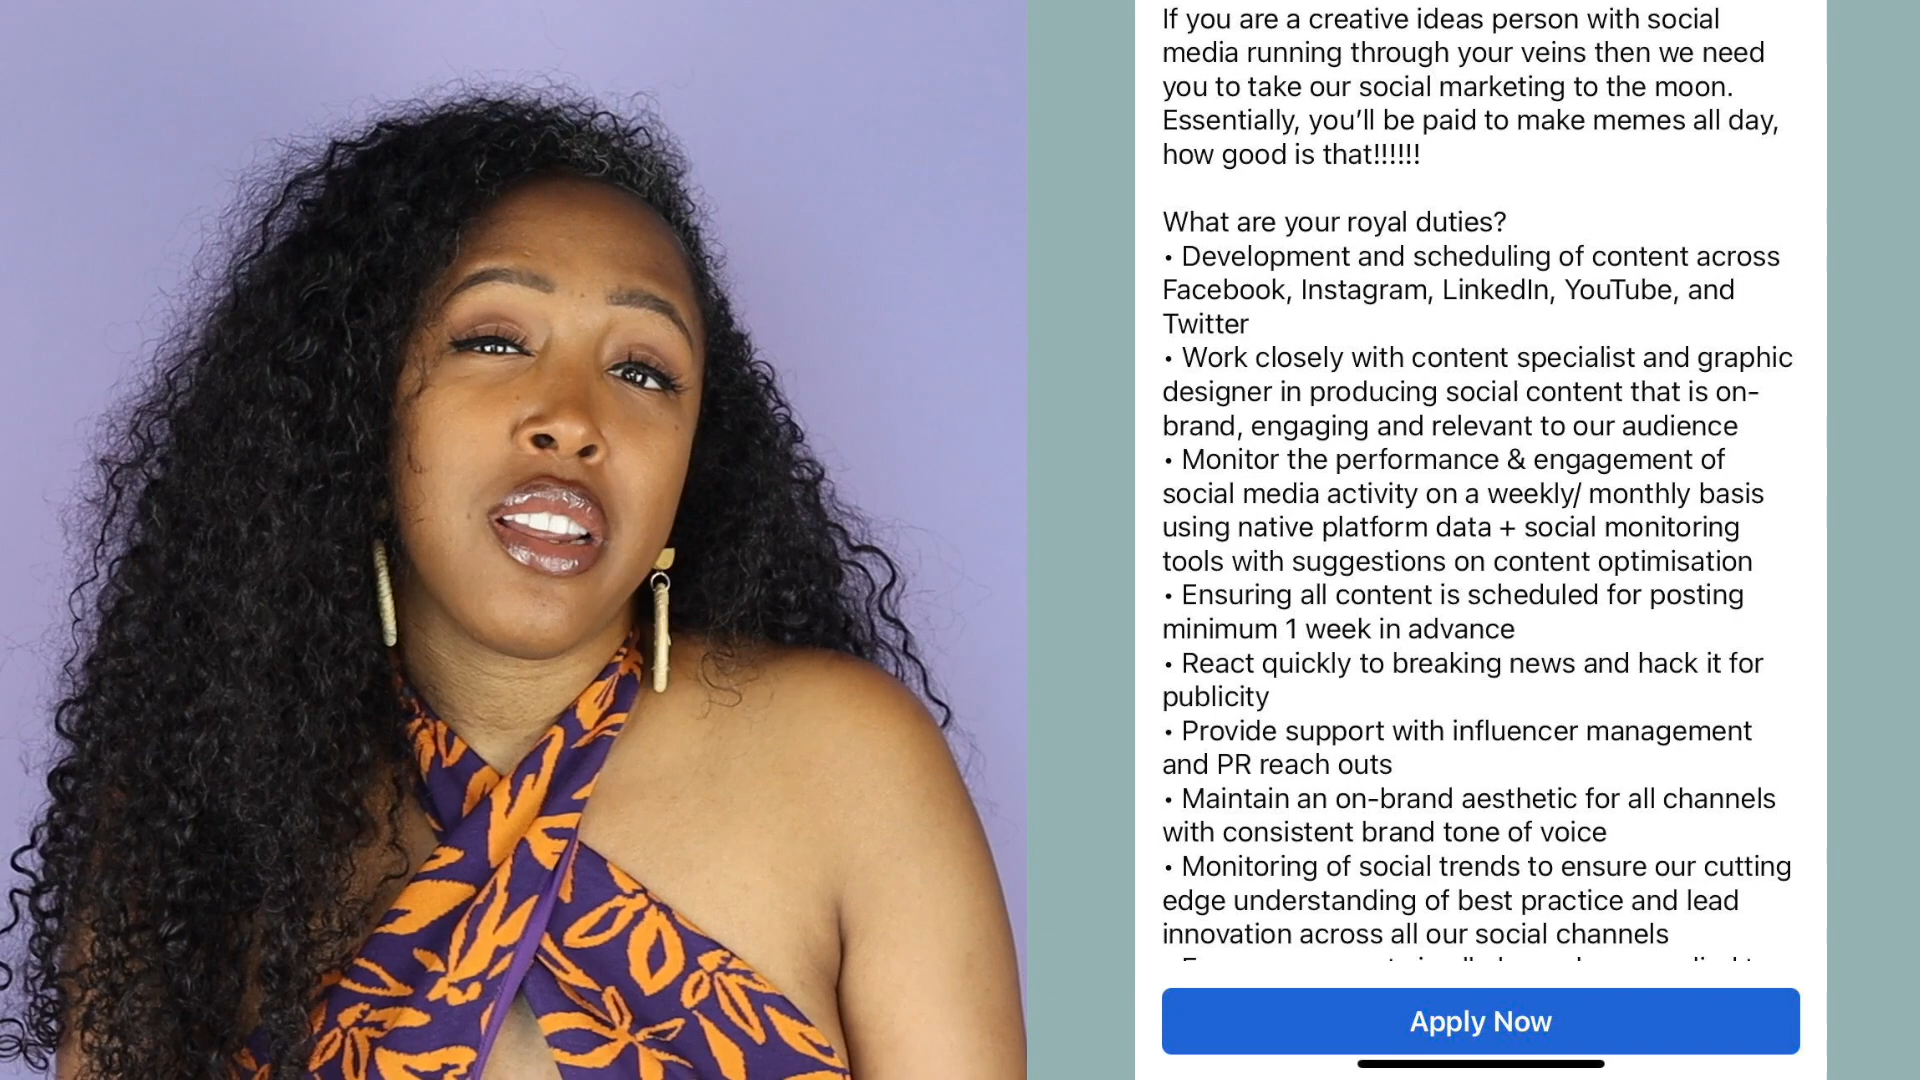 If you are a creative ideas person with social
media running through your veins then we need
you to take our social marketing to the moon.
Essentially, you'll be paid to make memes all day,
how good is that!!!!!!
What are your royal duties?
• Development and scheduling of content across
Facebook, Instagram, LinkedIn, YouTube, and
Twitter
• Work closely with content specialist and graphic
designer in producing social content that is on-
brand, engaging and relevant to our audience
• Monitor the performance & engagement of
social media activity on a weekly/ monthly basis
using native platform data + social monitoring
tools with suggestions on content optimisation
• Ensuring all content is scheduled for posting
minimum 1 week in advance
• React quickly to breaking news and hack it for
publicity
• Provide support with influencer management
and PR reach outs
• Maintain an on-brand aesthetic for all channels
with consistent brand tone of voice
• Monitoring of social trends to ensure our cutting
edge understanding of best practice and lead
innovation across all our social channels
Apply Now